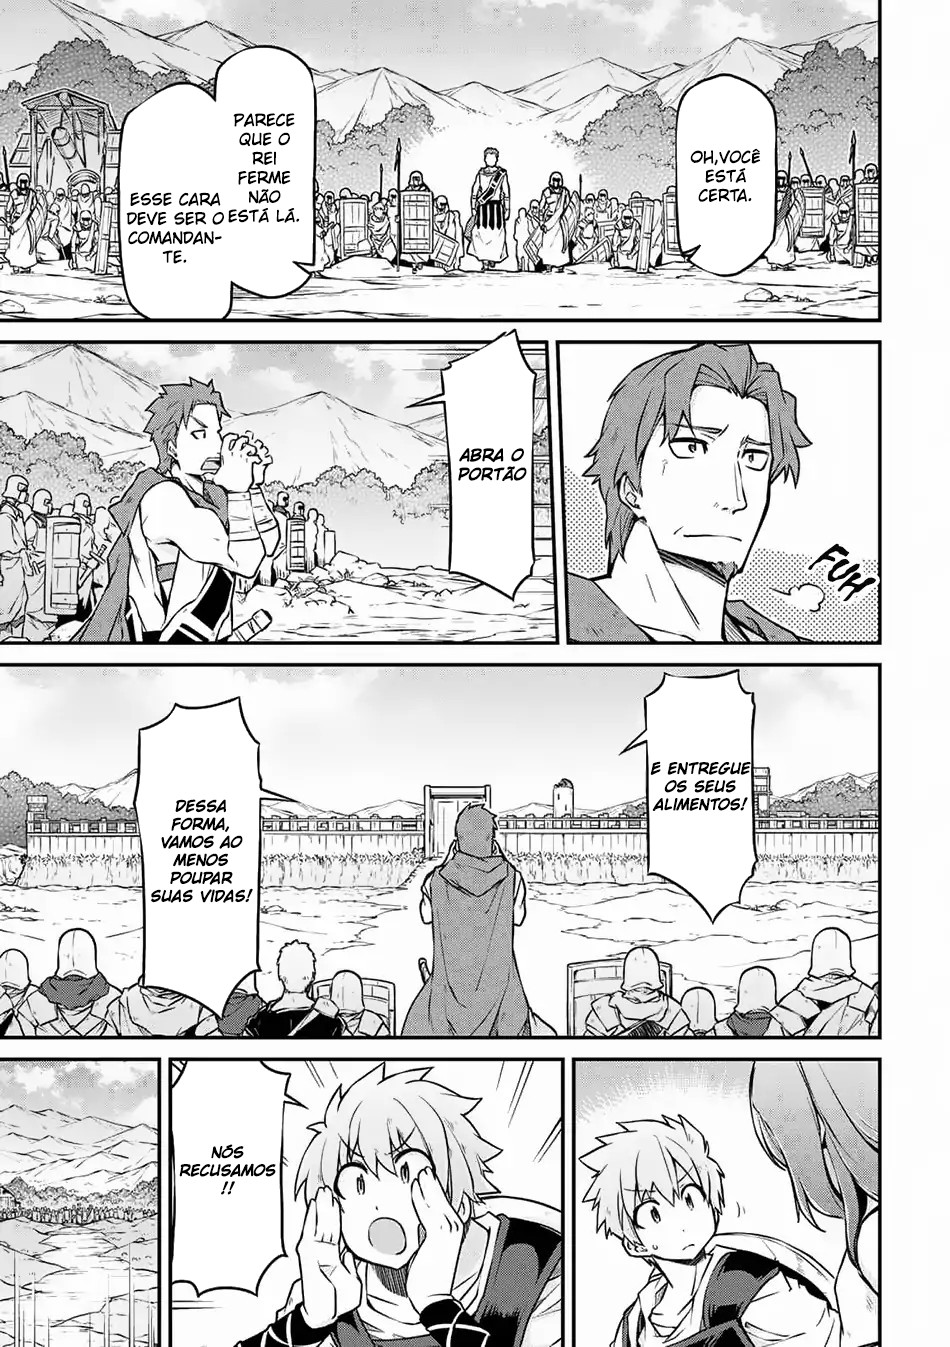 OH,VOCÊ
ESTÁ
CERTA.
PARECE
QUE O
REI
FERME
NÃO
ESTÁ LÁ.
ESSE CARA
DEVE SER O
COMANDAN-
TE.
FUH
ABRA O
PORTÃO
E ENTREGUE
OS SEUS
ALIMENTOS!
DESSA
FORMA,
VAMOS AO
MENOS
POUPAR
SUAS VIDAS!
NÓS
RECUSAMOS
!!